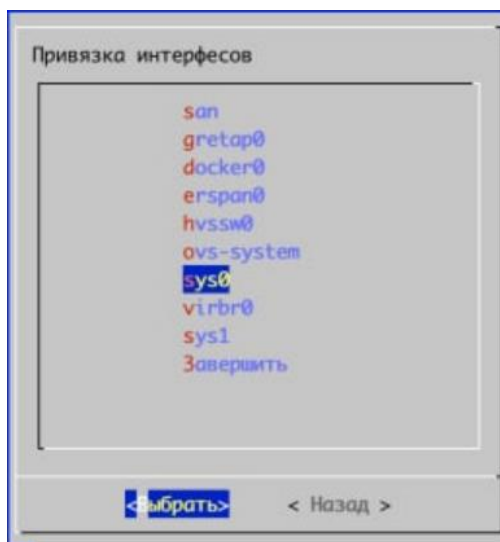 Привязка интерфесов
san
gretap0
docker0
erspan0
hvssw0
ovs-system
sys0
virbr0
sys1
Завершить
<Выбрать> < Назад >